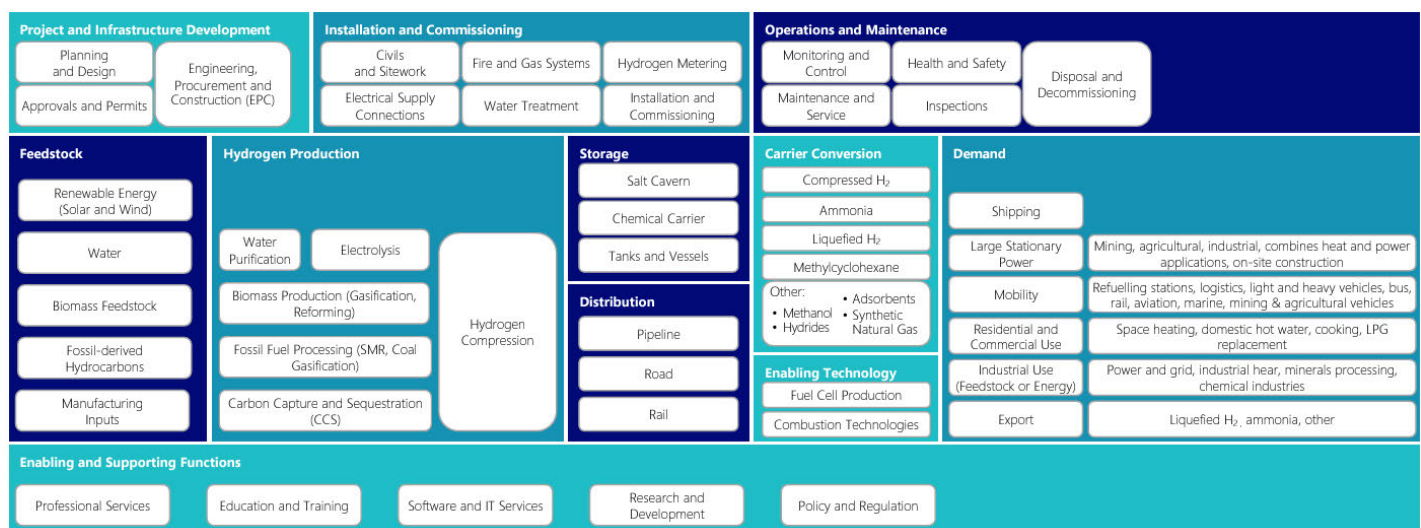 Project and Infrastructure Development
Planning
and Design
Approvals and Permits
Engineering,
Procurement and
Construction (EPC)
Installation and Commissioning
Civils
and Sitework
Fire and Gas Systems
Hydrogen Metering
Electrical Supply
Connections
Water Treatment
Installation and
Commissioning
Operations and Maintenance
Monitoring and
Control
Health and Safety
Maintenance and
Service
Inspections
Disposal and
Decommissioning
Feedstock
Renewable Energy
(Solar and Wind)
Water
Biomass Feedstock
Fossil-derived
Hydrocarbons
Manufacturing
Inputs
Hydrogen Production
Water
Purification
Electrolysis
Biomass Production (Gasification,
Reforming)
Fossil Fuel Processing (SMR, Coal
Gasification)
Carbon Capture and Sequestration
(CCS)
Hydrogen
Compression
Storage
Salt Cavern
Chemical Carrier
Tanks and Vessels
Distribution
Pipeline
Road
Rail
Carrier Conversion
Compressed H₂
Ammonia
Liquefied H₂
Methylcyclohexane
Other:
• Methanol
• Hydrides
• Adsorbents
• Synthetic
Natural Gas
Enabling Technology
Fuel Cell Production
Combustion Technologies
Demand
Shipping
Large Stationary
Power
Mining, agricultural, industrial, combines heat and power
applications, on-site construction
Mobility
Refuelling stations, logistics, light and heavy vehicles, bus,
rail, aviation, marine, mining & agricultural vehicles
Residential and
Commercial Use
Space heating, domestic hot water, cooking, LPG
replacement
Industrial Use
(Feedstock or Energy)
Power and grid, industrial hear, minerals processing,
chemical industries
Export
Liquefied H₂, ammonia, other
Enabling and Supporting Functions
Professional Services
Education and Training
Software and IT Services
Research and
Development
Policy and Regulation